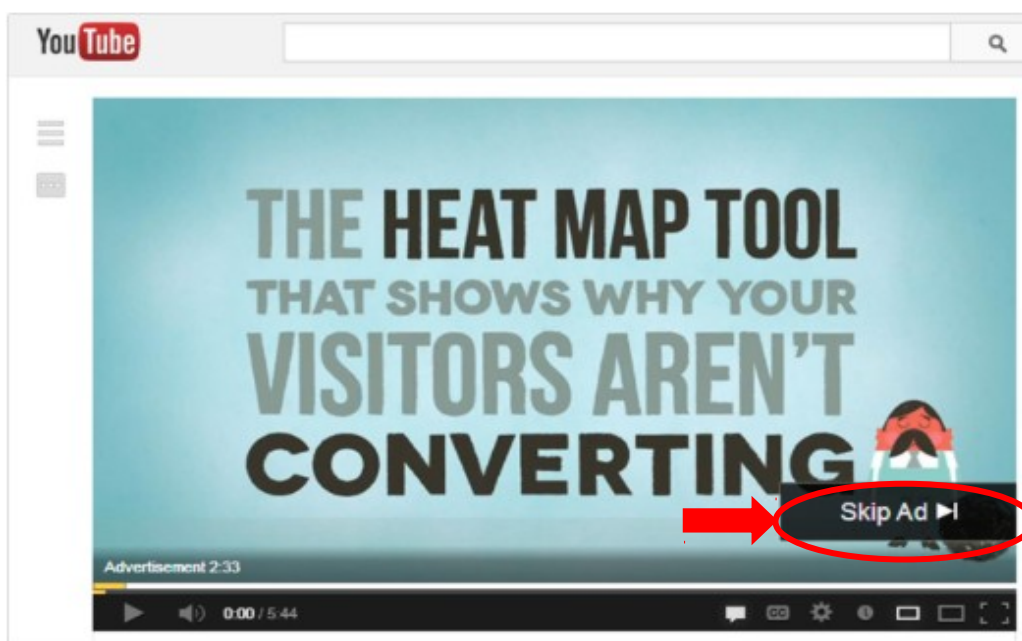 YouTube
THE HEAT MAP TOOL
THAT SHOWS WHY YOUR
VISITORS AREN'T
CONVERTING
Skip Ad
Advertisement 2:33
0:00 / 5:44
CC